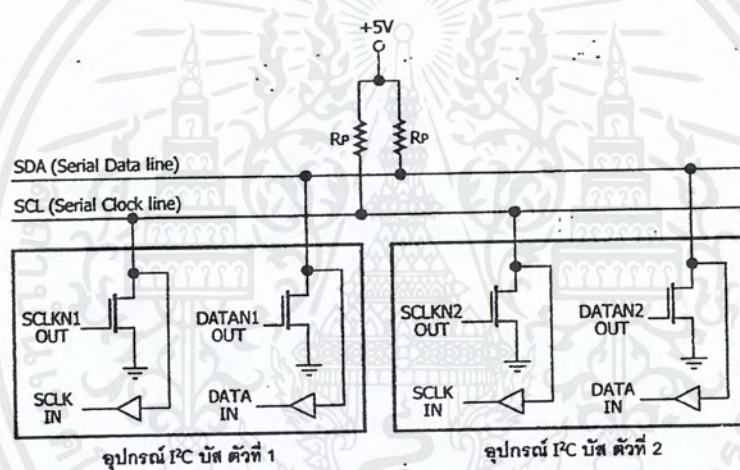 +5V
RP
RP
SDA (Serial Data line)
SCL (Serial Clock line)
SCLKN1
OUT
DATAN1
OUT
SCLKN2
OUT
DATAN2
OUT
SCLK
IN
DATA
IN
SCLK
IN
DATA
IN
อุปกรณ์ I²C บัส ตัวที่ 1
อุปกรณ์ I²C บัส ตัวที่ 2